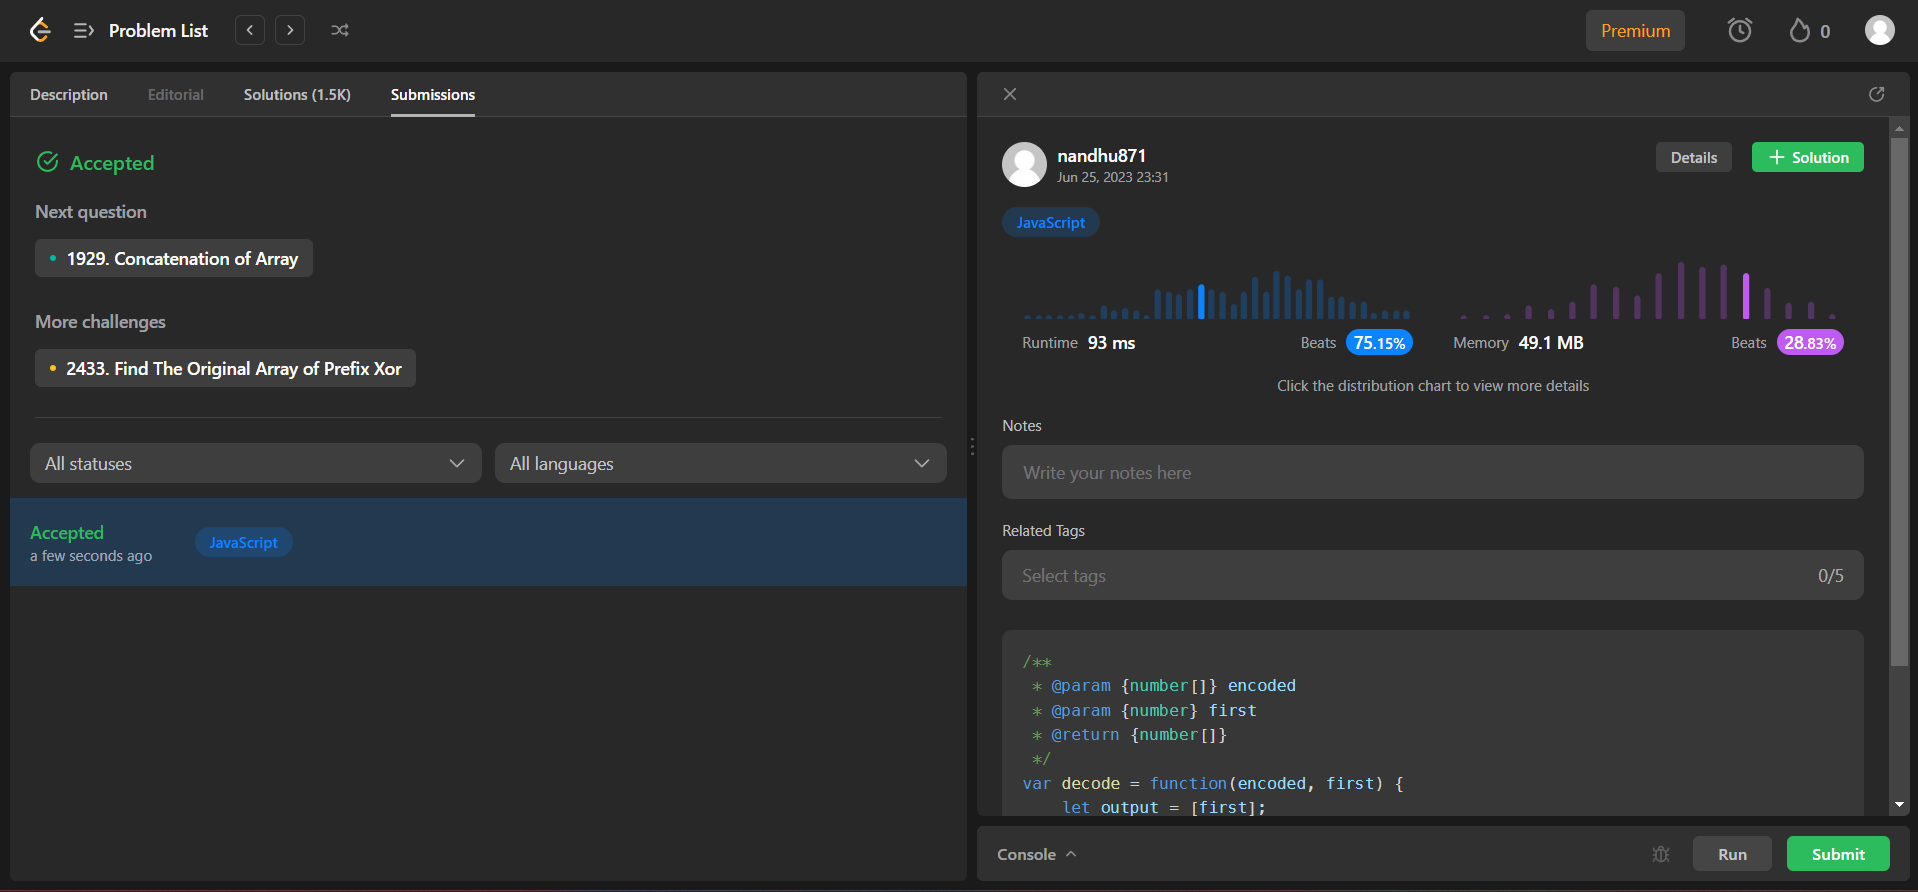 Problem List
Premium
0
Description Editorial Solutions (1.5K) Submissions
Accepted
Next question
1929. Concatenation of Array
More challenges
2433. Find The Original Array of Prefix Xor
All statuses All languages
Accepted
a few seconds ago
JavaScript
nandhu871
Jun 25, 2023 23:31
Details
Solution
JavaScript
Runtime 93 ms Beats 75.15%
Memory 49.1 MB Beats 28.83%
Click the distribution chart to view more details
Notes
Write your notes here
Related Tags
Select tags 0/5
/**
 * @param {number[]} encoded
 * @param {number} first
 * @return {number[]}
 */
var decode = function(encoded, first) {
    let output = [first];
Console Run Submit